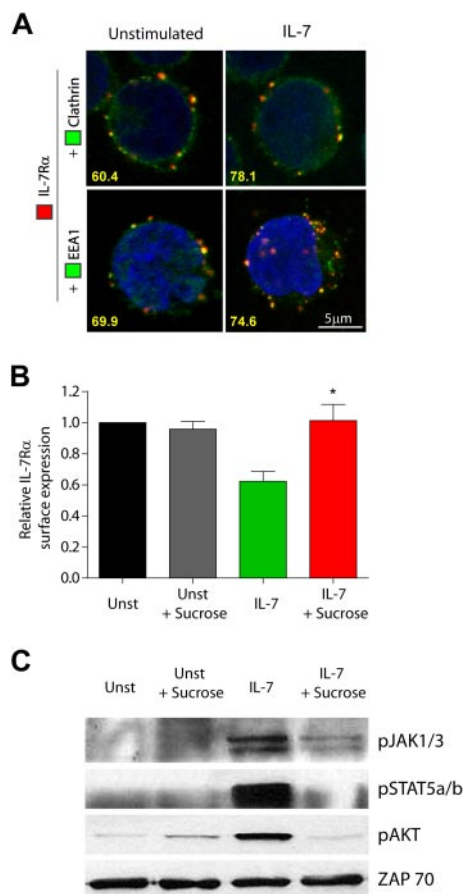 A
Unstimulated
IL-7
IL-7Rα
+ Clathrin
+ EEA1
60.4
78.1
69.9
74.6
5µm
B
Relative IL-7Rα
surface expression
1.2
1.0
0.8
0.6
0.4
0.2
0.0
*
Unst
Unst
+ Sucrose
IL-7
IL-7
+ Sucrose
C
Unst
Unst
+ Sucrose
IL-7
IL-7
+ Sucrose
pJAK1/3
pSTAT5a/b
pAKT
ZAP 70